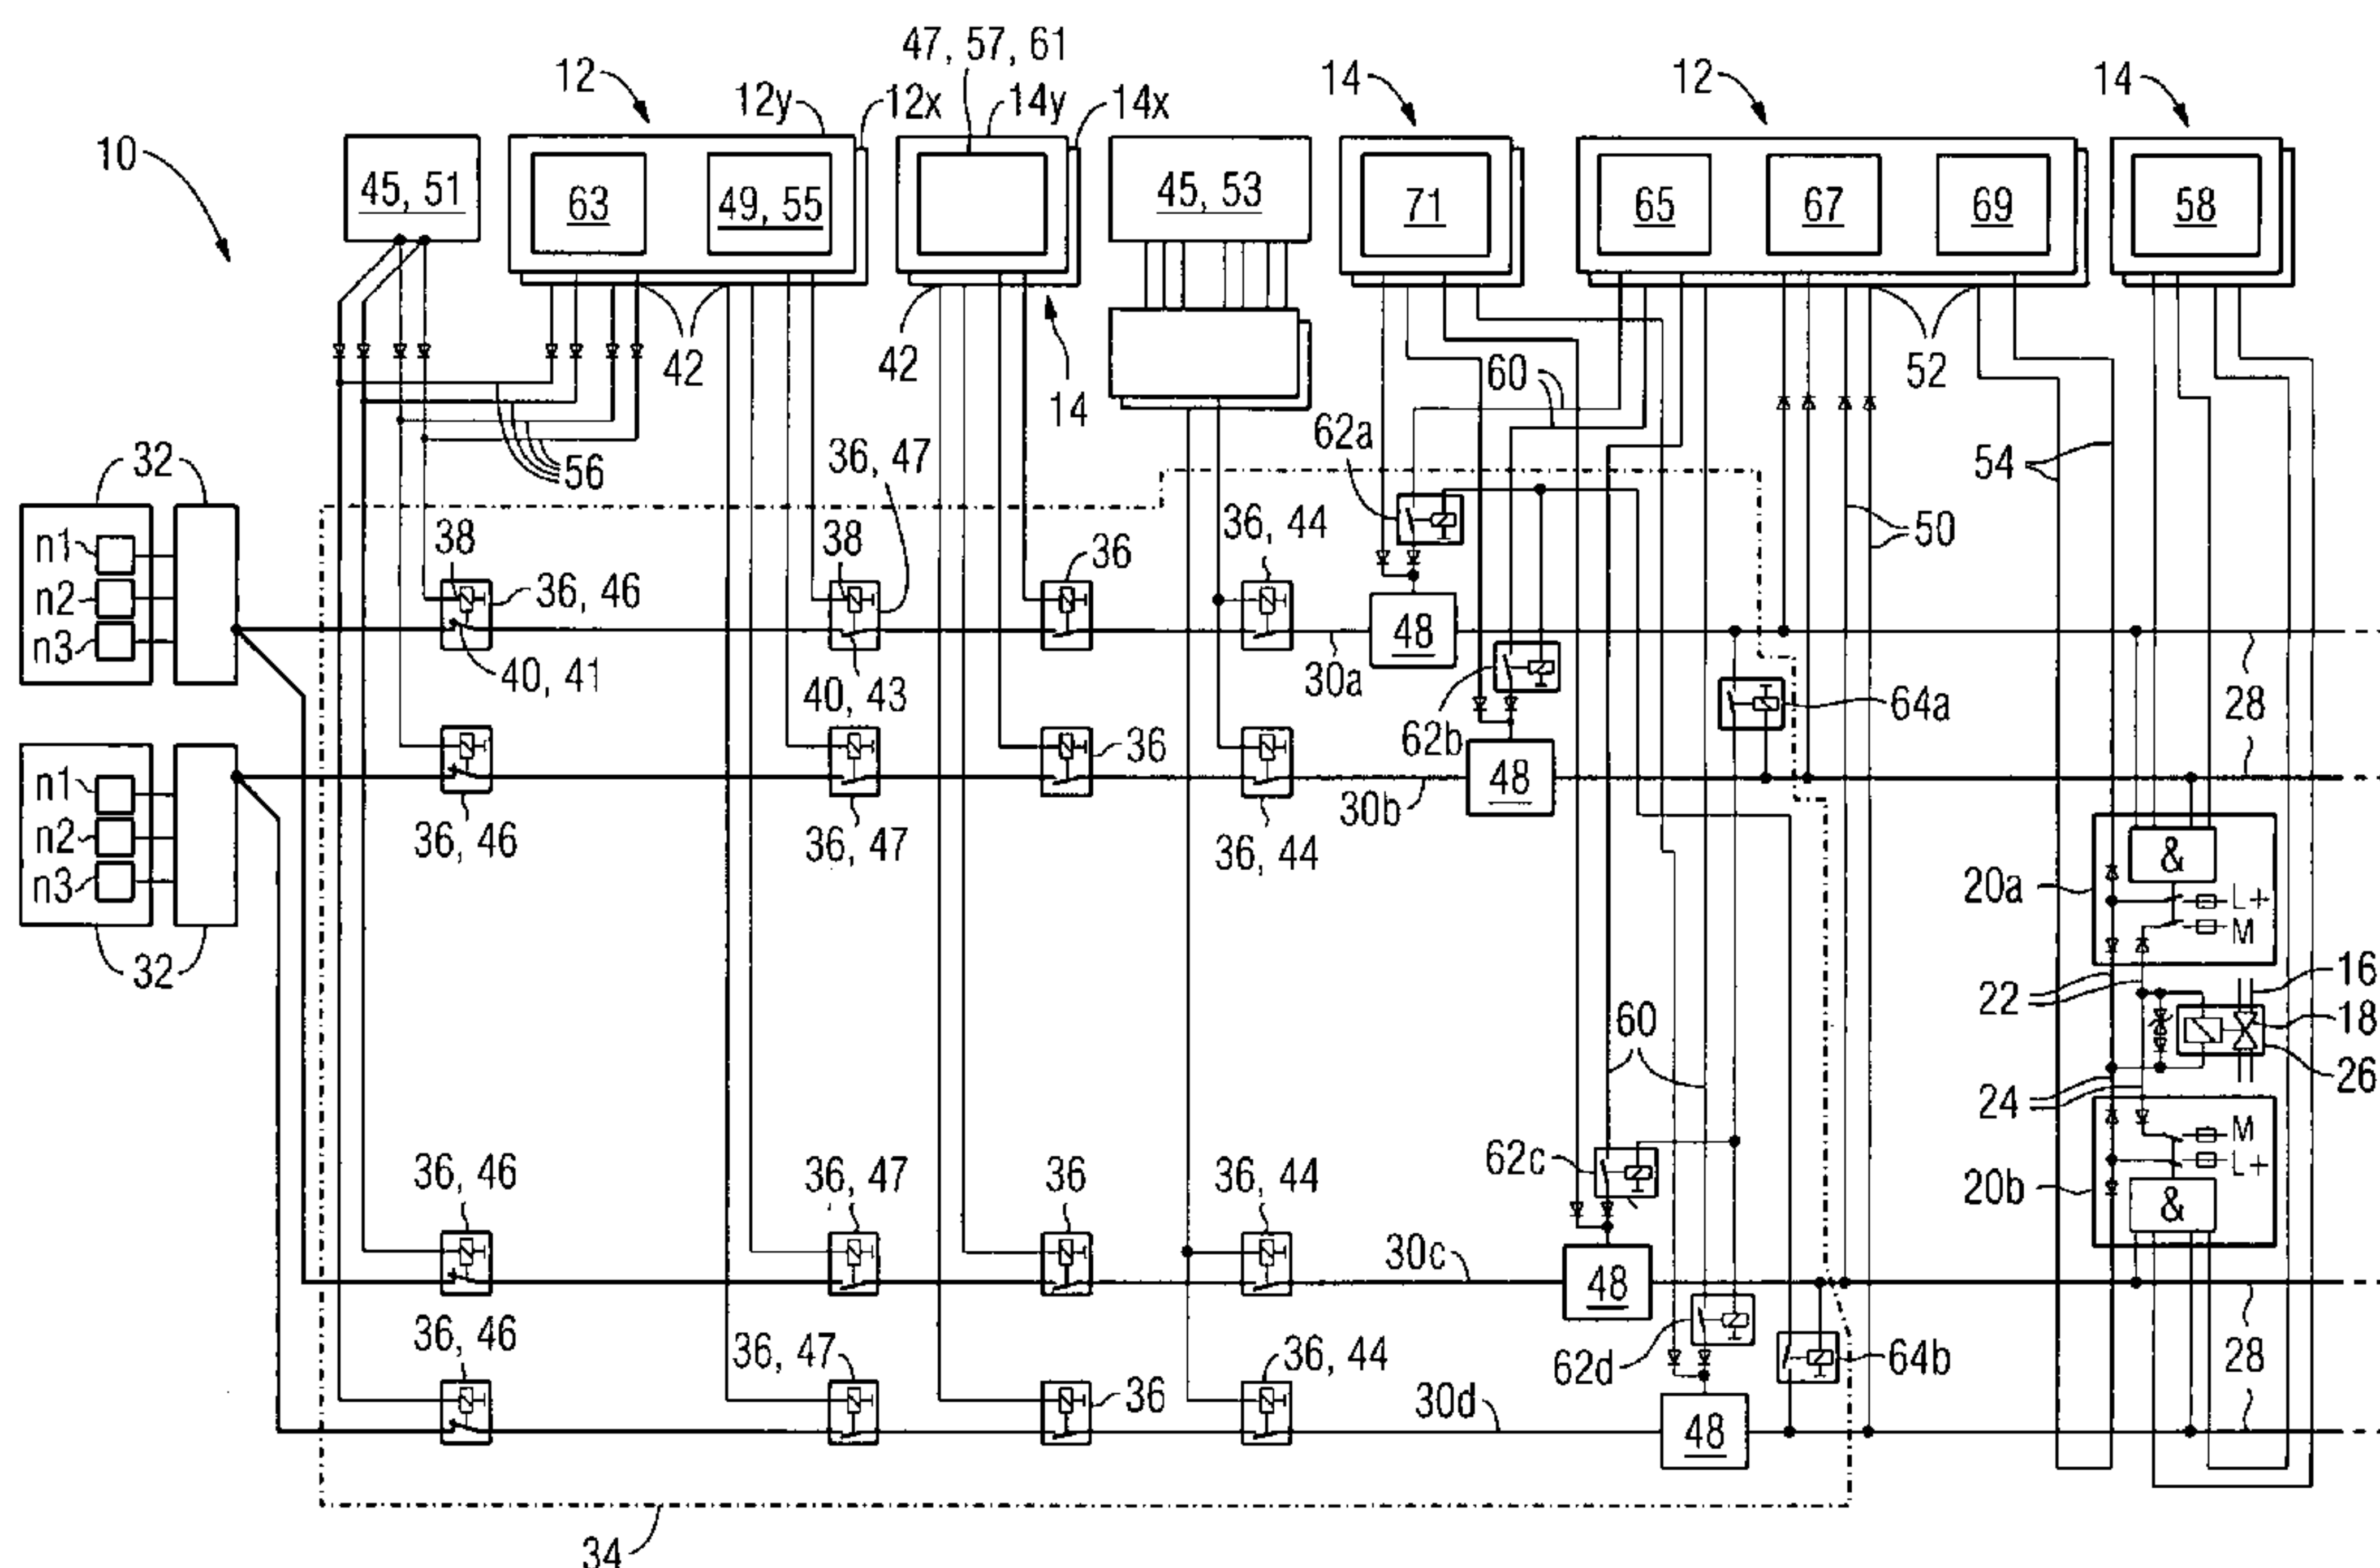 47, 57, 61
12
12y
12x
14y
14x
14
12
14
10
45, 51
63
49, 55
45, 53
71
65
67
69
58
42
42
14
60
52
56
62a
36, 47
54
50
32
n1
n2
n3
38
36, 46
40, 41
38
40, 43
36
36, 44
30a
48
62b
64a
28
32
n1
n2
n3
36, 46
36, 47
36
36, 44
30b
48
28
20a
&
L+
M
22
16
18
26
24
60
20b
M
L+
&
36, 46
36, 47
36
36, 44
30c
62c
48
28
36, 46
36, 47
36
36, 44
30d
62d
48
64b
28
34